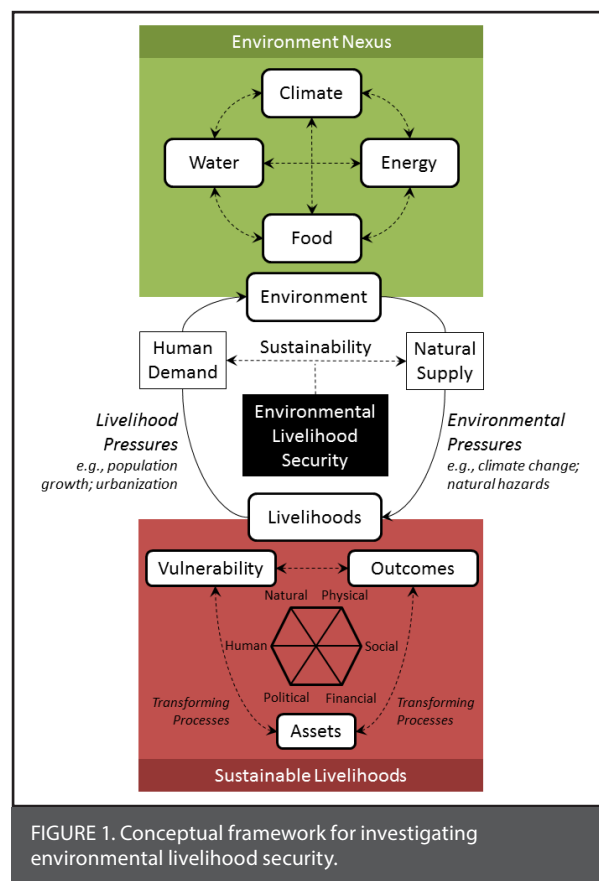 Environment Nexus
Climate
Water
Energy
Food
Environment
Human
Demand
Sustainability
Natural
Supply
Livelihood
Pressures
e.g., population
growth; urbanization
Environmental
Livelihood
Security
Environmental
Pressures
e.g., climate change;
natural hazards
Livelihoods
Vulnerability
Outcomes
Natural
Physical
Human
Social
Political
Financial
Transforming
Processes
Transforming
Processes
Assets
Sustainable Livelihoods
FIGURE 1. Conceptual framework for investigating
environmental livelihood security.